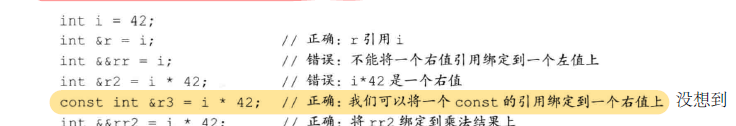 int i = 42;
int &r = i; // 正确：r 引用 i
int &&rr = i; // 错误：不能将一个右值引用绑定到一个左值上
int &r2 = i * 42; // 错误：i*42 是一个右值
const int &r3 = i * 42; // 正确：我们可以将一个 const 的引用绑定到一个右值上 没想到
int &&rr2 = i * 42; // 正确：将 rr2 绑定到乘法结果上